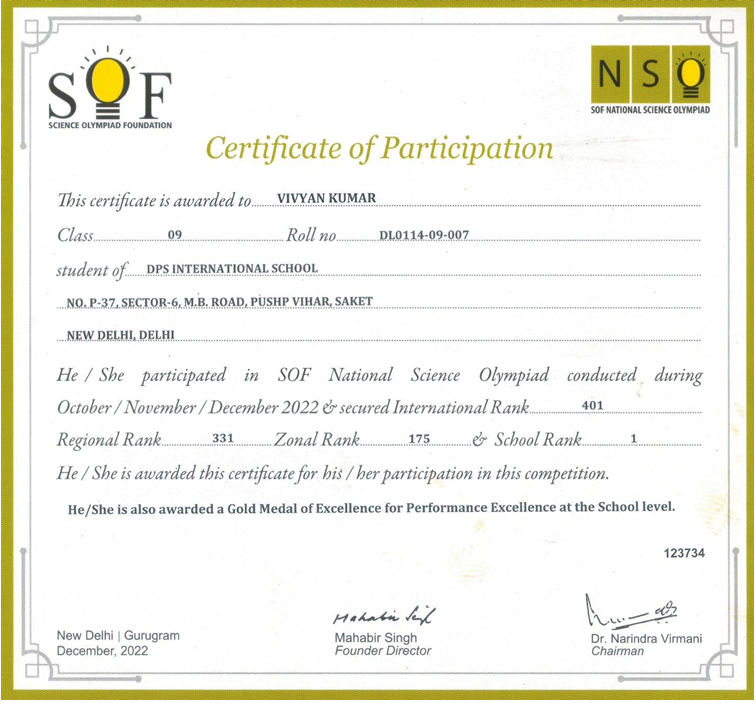 SOF
SCIENCE OLYMPIAD FOUNDATION
NSO
SOF NATIONAL SCIENCE OLYMPIAD
Certificate of Participation
This certificate is awarded to VIVYAN KUMAR
Class 09 Roll no DL0114-09-007
student of DPS INTERNATIONAL SCHOOL
NO. P-37, SECTOR-6, M.B. ROAD, PUSHP VIHAR, SAKET
NEW DELHI, DELHI
He / She participated in SOF National Science Olympiad conducted during
October / November / December 2022 & secured International Rank 401
Regional Rank 331 Zonal Rank 175 & School Rank 1
He / She is awarded this certificate for his / her participation in this competition.
He/She is also awarded a Gold Medal of Excellence for Performance Excellence at the School level.
123734
Mahabir Singh
New Delhi | Gurugram
December, 2022
Mahabir Singh
Founder Director
Dr. Narindra Virmani
Chairman